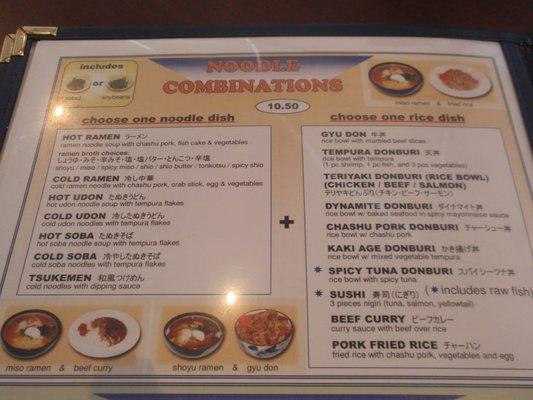 includes
salad or soybeans
NOODLE
COMBINATIONS
10.50
miso ramen & fried rice
choose one noodle dish
HOT RAMEN ラーメン
ramen noodle soup with chashu pork, fish cake & vegetables
ramen broth choices:
しょうゆ・みそ・辛みそ・塩・塩バター・とんこつ・辛塩
shoyu / miso / spicy miso / shio / shio butter / tonkotsu / spicy shio
COLD RAMEN 冷し中華
cold ramen noodle with chashu pork, crab stick, egg & vegetables
HOT UDON たぬきうどん
hot udon noodle soup with tempura flakes
COLD UDON 冷したぬきうどん
cold udon noodles with tempura flakes
HOT SOBA たぬきそば
hot soba noodle soup with tempura flakes
COLD SOBA 冷やしたぬきそば
cold soba noodles with tempura flakes
TSUKEMEN 和風つけめん
cold noodles with dipping sauce
+
choose one rice dish
GYU DON 牛丼
rice bowl with marbled beef slices
TEMPURA DONBURI 天丼
rice bowl with tempura
(1 pc shrimp, 1 pc fish, and 3 pcs vegetables)
TERIYAKI DONBURI (RICE BOWL)
(CHICKEN / BEEF / SALMON)
テリヤキどんぶり (チキン・ビーフ・サーモン)
DYNAMITE DONBURI ダイナマイト丼
rice bowl w/ baked seafood in spicy mayonnaise sauce
CHASHU PORK DONBURI チャーシュー丼
rice bowl w/ chashu pork
KAKI AGE DONBURI かき揚げ丼
rice bowl w/ mixed vegetable tempura
* SPICY TUNA DONBURI スパイシーツナ丼
rice bowl with spicy tuna
* SUSHI 寿司 (にぎり) (* includes raw fish)
3 pieces nigiri (tuna, salmon, yellowtail)
BEEF CURRY ビーフカレー
curry sauce with beef over rice
PORK FRIED RICE チャーハン
fried rice with chashu pork, vegetables and egg
miso ramen & beef curry
shoyu ramen & gyu don